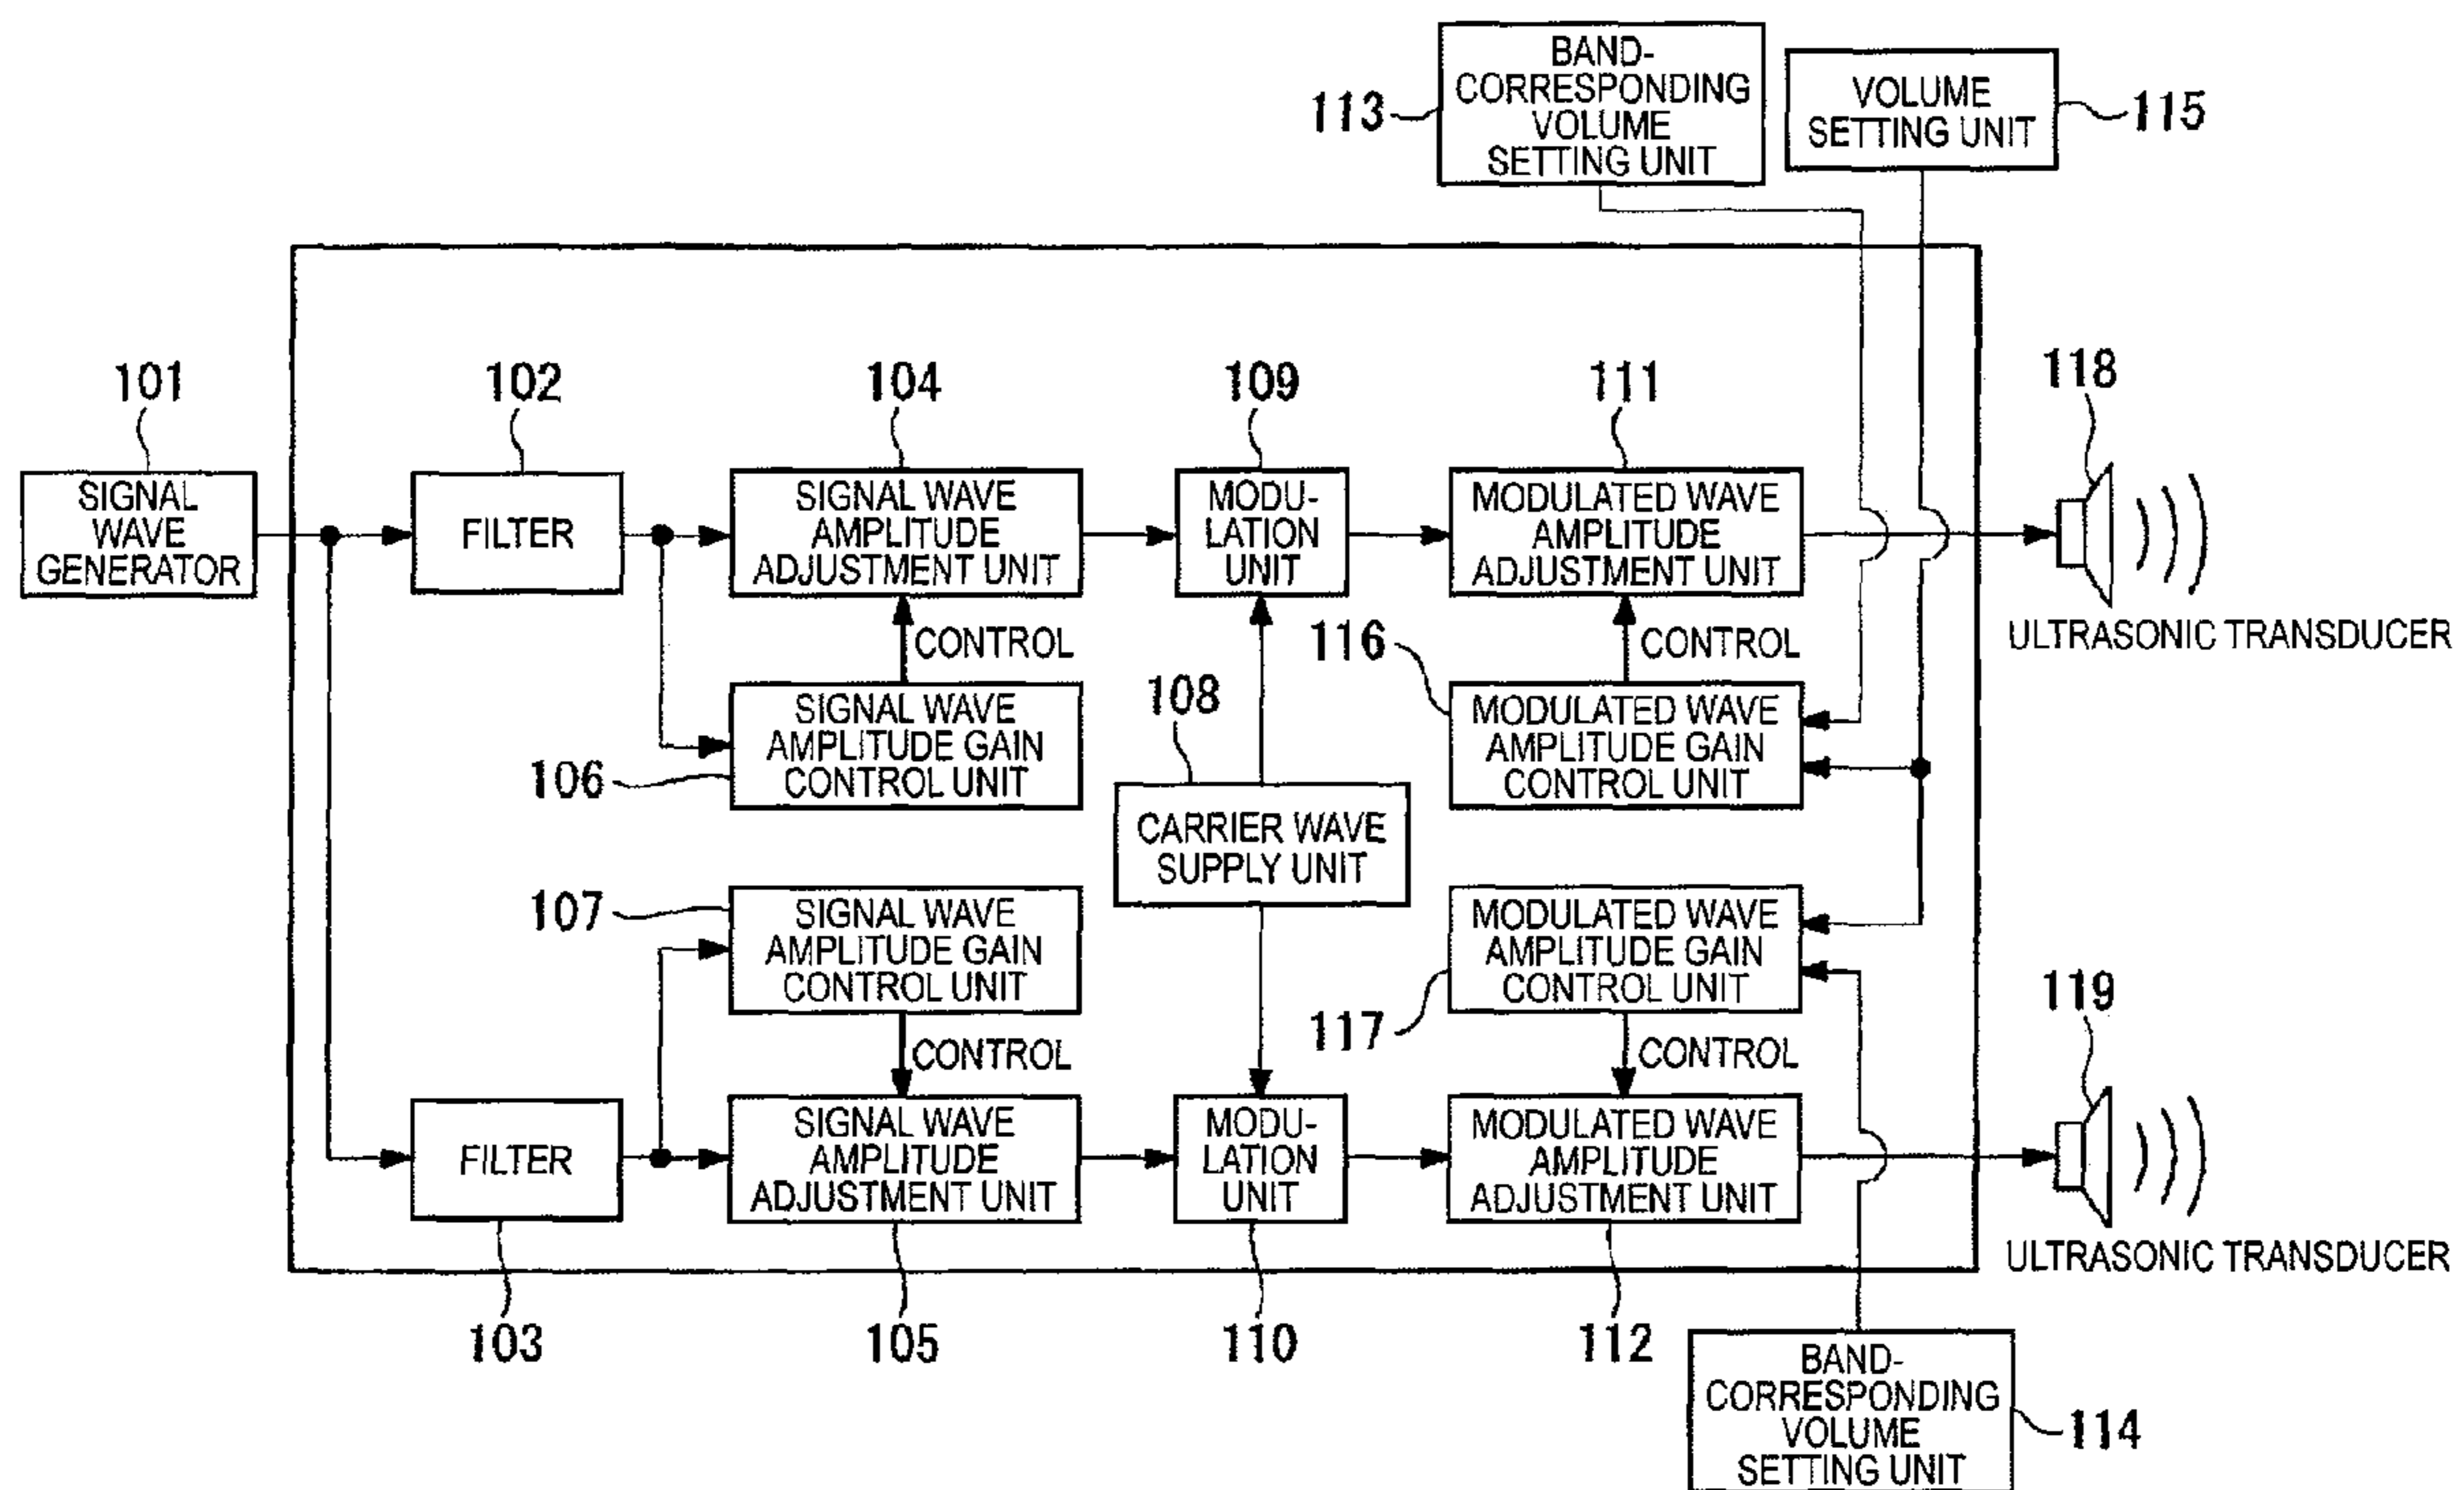 BAND-
CORRESPONDING
VOLUME
SETTING UNIT
113
VOLUME
SETTING UNIT
115
101
102
104
109
111
118
SIGNAL
WAVE
GENERATOR
FILTER
SIGNAL WAVE
AMPLITUDE
ADJUSTMENT UNIT
MODU-
LATION
UNIT
MODULATED WAVE
AMPLITUDE
ADJUSTMENT UNIT
ULTRASONIC TRANSDUCER
CONTROL
116
CONTROL
SIGNAL WAVE
AMPLITUDE GAIN
CONTROL UNIT
106
108
MODULATED WAVE
AMPLITUDE GAIN
CONTROL UNIT
CARRIER WAVE
SUPPLY UNIT
107
SIGNAL WAVE
AMPLITUDE GAIN
CONTROL UNIT
MODULATED WAVE
AMPLITUDE GAIN
CONTROL UNIT
117
119
CONTROL
CONTROL
FILTER
SIGNAL WAVE
AMPLITUDE
ADJUSTMENT UNIT
MODU-
LATION
UNIT
MODULATED WAVE
AMPLITUDE
ADJUSTMENT UNIT
ULTRASONIC TRANSDUCER
103
105
110
112
BAND-
CORRESPONDING
VOLUME
SETTING UNIT
114